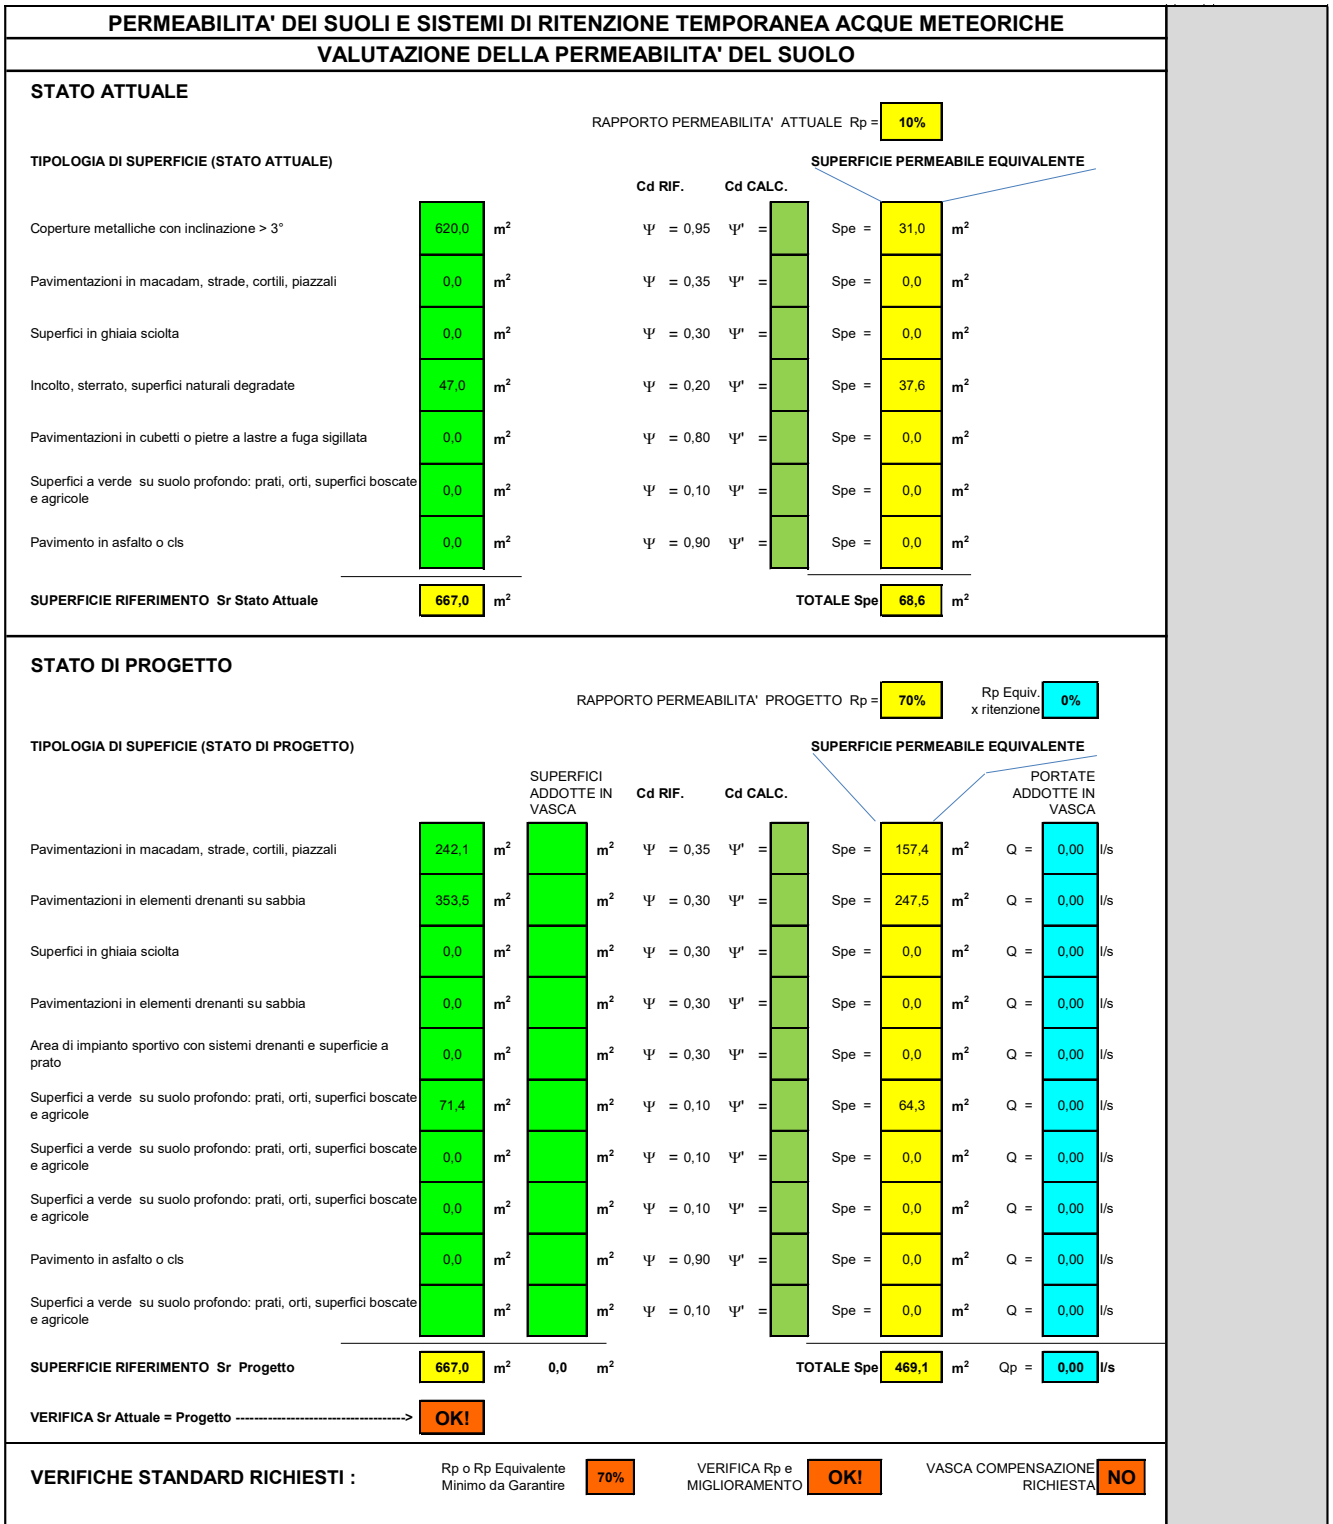 PERMEABILITA' DEI SUOLI E SISTEMI DI RITENZIONE TEMPORANEA ACQUE METEORICHE
VALUTAZIONE DELLA PERMEABILITA' DEL SUOLO
STATO ATTUALE
RAPPORTO PERMEABILITA' ATTUALE Rp = 10%
TIPOLOGIA DI SUPERFICIE (STATO ATTUALE) SUPERFICIE PERMEABILE EQUIVALENTE
Cd RIF. Cd CALC.
Coperture metalliche con inclinazione > 3° 620,0 m² Ψ = 0,95 Ψ' = Spe = 31,0 m²
Pavimentazioni in macadam, strade, cortili, piazzali 0,0 m² Ψ = 0,35 Ψ' = Spe = 0,0 m²
Superfici in ghiaia sciolta 0,0 m² Ψ = 0,30 Ψ' = Spe = 0,0 m²
Incolto, sterrato, superfici naturali degradate 47,0 m² Ψ = 0,20 Ψ' = Spe = 37,6 m²
Pavimentazioni in cubetti o pietre a lastre a fuga sigillata 0,0 m² Ψ = 0,80 Ψ' = Spe = 0,0 m²
Superfici a verde su suolo profondo: prati, orti, superfici boscate
e agricole 0,0 m² Ψ = 0,10 Ψ' = Spe = 0,0 m²
Pavimento in asfalto o cls 0,0 m² Ψ = 0,90 Ψ' = Spe = 0,0 m²
SUPERFICIE RIFERIMENTO Sr Stato Attuale 667,0 m² TOTALE Spe 68,6 m²
STATO DI PROGETTO
RAPPORTO PERMEABILITA' PROGETTO Rp = 70% Rp Equiv.
x ritenzione 0%
TIPOLOGIA DI SUPEFICIE (STATO DI PROGETTO) SUPERFICIE PERMEABILE EQUIVALENTE
SUPERFICI PORTATE
ADDOTTE IN Cd RIF. Cd CALC. ADDOTTE IN
VASCA VASCA
Pavimentazioni in macadam, strade, cortili, piazzali 242,1 m² m² Ψ = 0,35 Ψ' = Spe = 157,4 m² Q = 0,00 l/s
Pavimentazioni in elementi drenanti su sabbia 353,5 m² m² Ψ = 0,30 Ψ' = Spe = 247,5 m² Q = 0,00 l/s
Superfici in ghiaia sciolta 0,0 m² m² Ψ = 0,30 Ψ' = Spe = 0,0 m² Q = 0,00 l/s
Pavimentazioni in elementi drenanti su sabbia 0,0 m² m² Ψ = 0,30 Ψ' = Spe = 0,0 m² Q = 0,00 l/s
Area di impianto sportivo con sistemi drenanti e superficie a
prato 0,0 m² m² Ψ = 0,30 Ψ' = Spe = 0,0 m² Q = 0,00 l/s
Superfici a verde su suolo profondo: prati, orti, superfici boscate
e agricole 71,4 m² m² Ψ = 0,10 Ψ' = Spe = 64,3 m² Q = 0,00 l/s
Superfici a verde su suolo profondo: prati, orti, superfici boscate
e agricole 0,0 m² m² Ψ = 0,10 Ψ' = Spe = 0,0 m² Q = 0,00 l/s
Superfici a verde su suolo profondo: prati, orti, superfici boscate
e agricole 0,0 m² m² Ψ = 0,10 Ψ' = Spe = 0,0 m² Q = 0,00 l/s
Pavimento in asfalto o cls 0,0 m² m² Ψ = 0,90 Ψ' = Spe = 0,0 m² Q = 0,00 l/s
Superfici a verde su suolo profondo: prati, orti, superfici boscate
e agricole m² m² Ψ = 0,10 Ψ' = Spe = 0,0 m² Q = 0,00 l/s
SUPERFICIE RIFERIMENTO Sr Progetto 667,0 m² 0,0 m² TOTALE Spe 469,1 m² Qp = 0,00 l/s
VERIFICA Sr Attuale = Progetto -------------------------------------> OK!
VERIFICHE STANDARD RICHIESTI :
Rp o Rp Equivalente
Minimo da Garantire 70%
VERIFICA Rp e
MIGLIORAMENTO OK!
VASCA COMPENSAZIONE
RICHIESTA NO